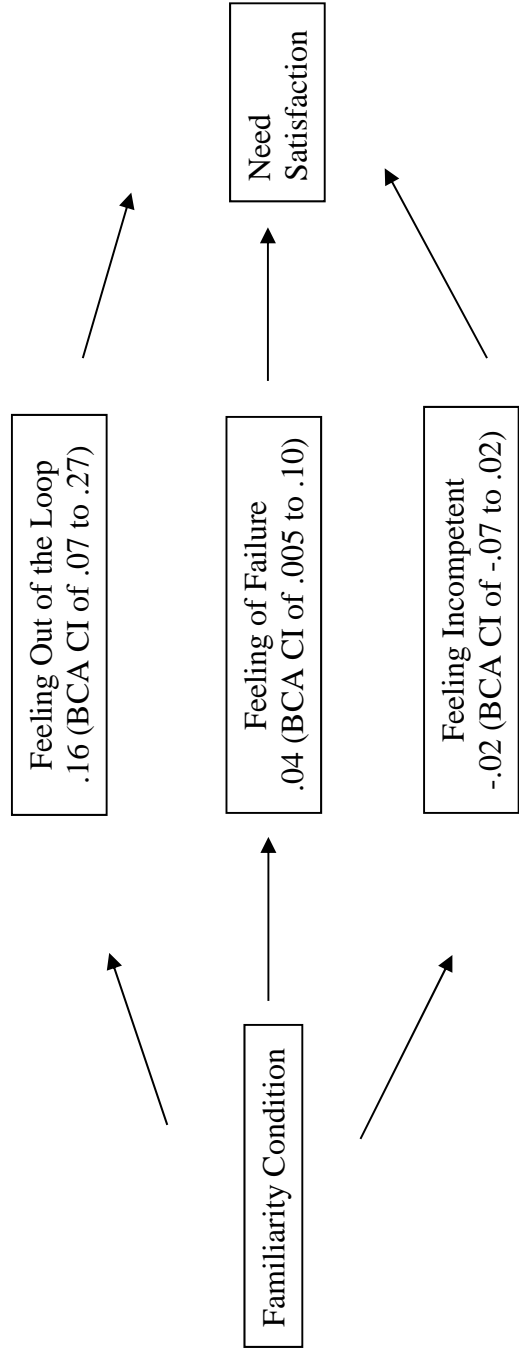 Familiarity Condition
Feeling Out of the Loop
.16 (BCA CI of .07 to .27)
Feeling of Failure
.04 (BCA CI of .005 to .10)
Feeling Incompetent
-.02 (BCA CI of -.07 to .02)
Need
Satisfaction